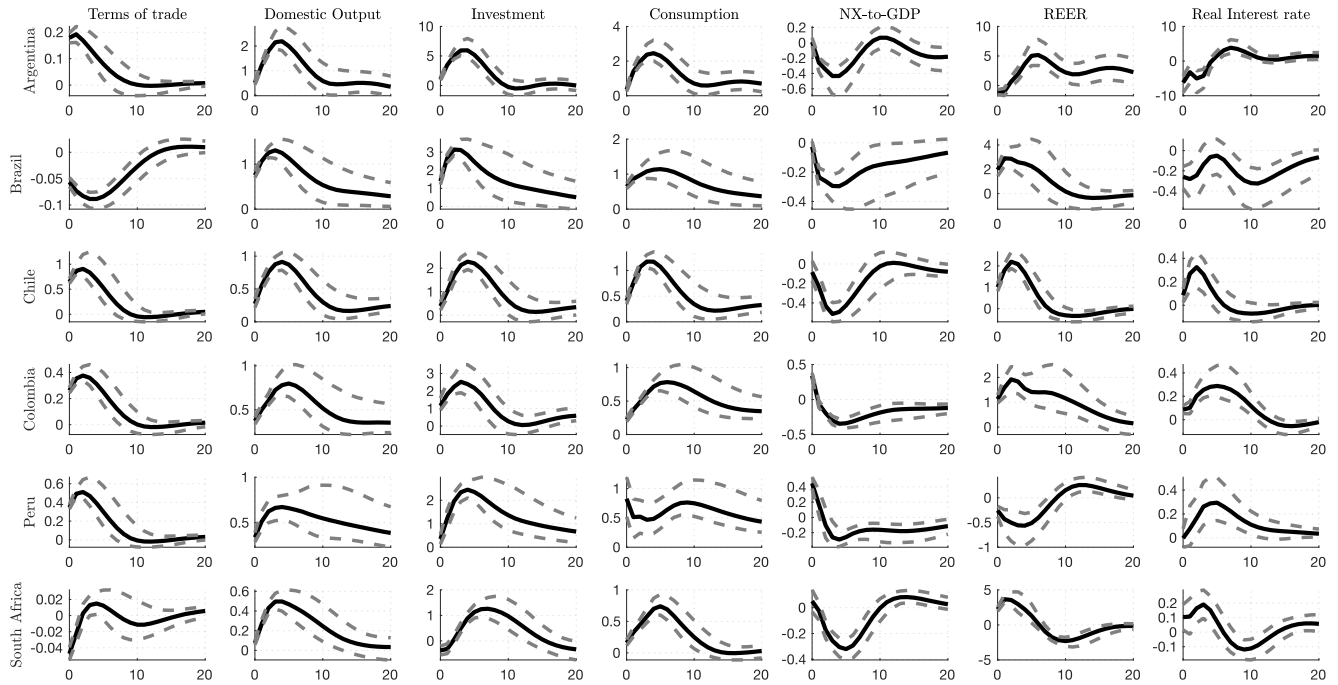 Terms of trade Domestic Output Investment Consumption NX-to-GDP REER Real Interest rate
Argentina
0.2 0.1 0
0 10 20
2 1 0
0 10 20
10 5 0
0 10 20
4 2 0
0 10 20
0.2 0 -0.2 -0.4 -0.6
0 10 20
10 5 0
0 10 20
10 0 -10
0 10 20
Brazil
0 -0.05 -0.1
0 10 20
1 0
0 10 20
3 2 1 0
0 10 20
2 1 0
0 10 20
0 -0.2 -0.4
0 10 20
4 2 0
0 10 20
0 -0.2 -0.4
0 10 20
Chile
1 0.5 0
0 10 20
1 0.5 0
0 10 20
2 1 0
0 10 20
1 0.5 0
0 10 20
0 -0.2 -0.4
0 10 20
2 1 0
0 10 20
0.4 0.2 0
0 10 20
Colombia
0.4 0.2 0
0 10 20
1 0.5
0 10 20
3 2 1 0
0 10 20
1 0.5 0
0 10 20
0.5 0 -0.5
0 10 20
2 1 0
0 10 20
0.4 0.2 0
0 10 20
Peru
0.6 0.4 0.2 0
0 10 20
1 0.5
0 10 20
2 1 0
0 10 20
1 0.5 0
0 10 20
0.4 0.2 0 -0.2
0 10 20
0 -0.5 -1
0 10 20
0.4 0.2 0
0 10 20
South Africa
0.02 0 -0.02 -0.04
0 10 20
0.6 0.4 0.2 0
0 10 20
2 1 0
0 10 20
1 0.5 0
0 10 20
0 -0.2 -0.4
0 10 20
5 0 -5
0 10 20
0.2 0.1 0 -0.1
0 10 20